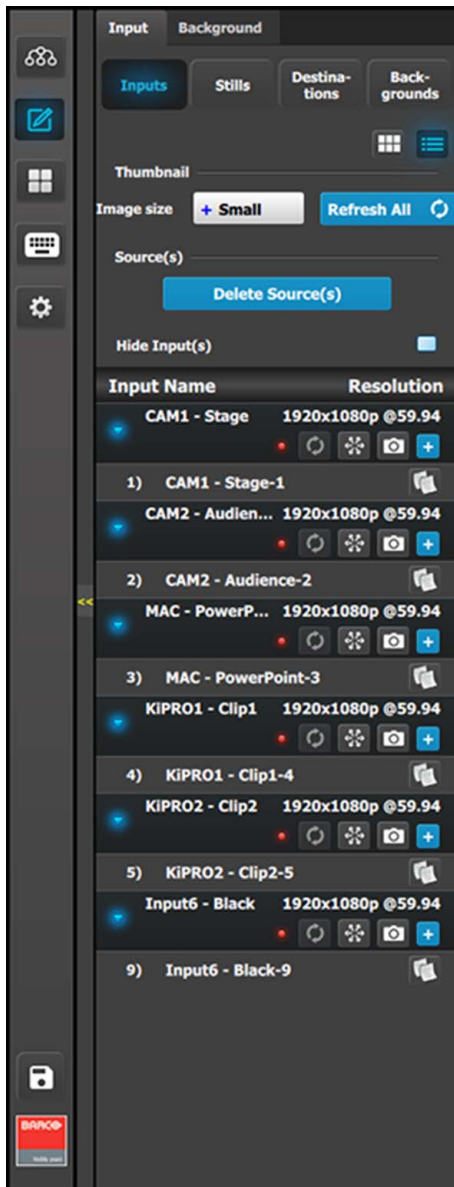 Input Background
Inputs Stills Destina-
tions Back-
grounds
Thumbnail
Image size + Small Refresh All
Source(s)
Delete Source(s)
Hide Input(s)
Input Name Resolution
CAM1 - Stage 1920x1080p @59.94
+
1) CAM1 - Stage-1
CAM2 - Audien... 1920x1080p @59.94
+
2) CAM2 - Audience-2
<<
MAC - PowerP... 1920x1080p @59.94
+
3) MAC - PowerPoint-3
KiPRO1 - Clip1 1920x1080p @59.94
+
4) KiPRO1 - Clip1-4
KiPRO2 - Clip2 1920x1080p @59.94
+
5) KiPRO2 - Clip2-5
Input6 - Black 1920x1080p @59.94
+
9) Input6 - Black-9
BARCO